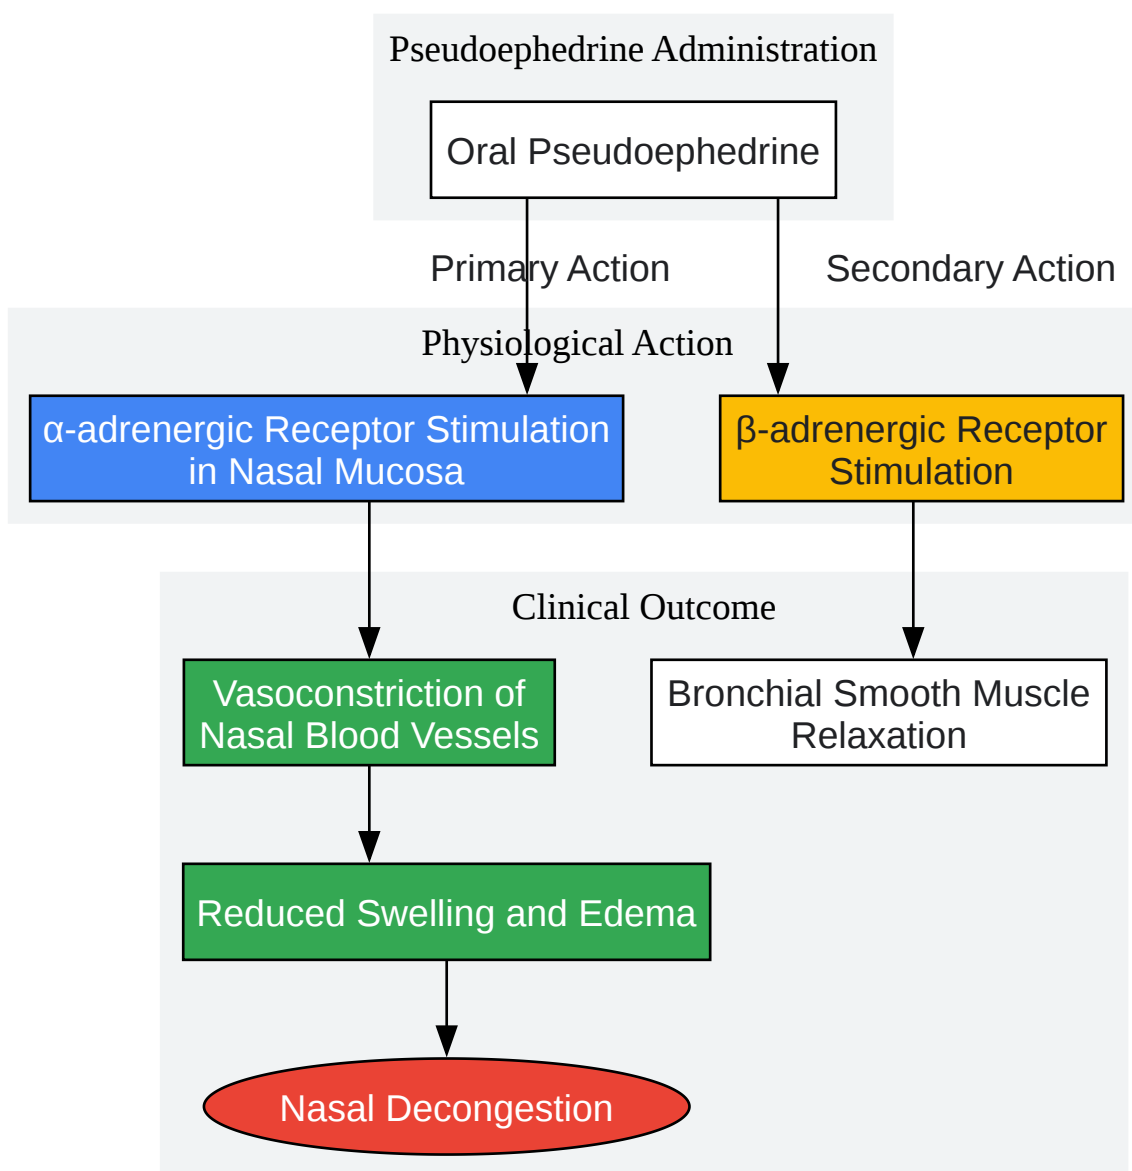 Pseudoephedrine Administration
Oral Pseudoephedrine
Primary Action
Secondary Action
Physiological Action
α-adrenergic Receptor Stimulation
in Nasal Mucosa
β-adrenergic Receptor
Stimulation
Clinical Outcome
Vasoconstriction of
Nasal Blood Vessels
Bronchial Smooth Muscle
Relaxation
Reduced Swelling and Edema
Nasal Decongestion